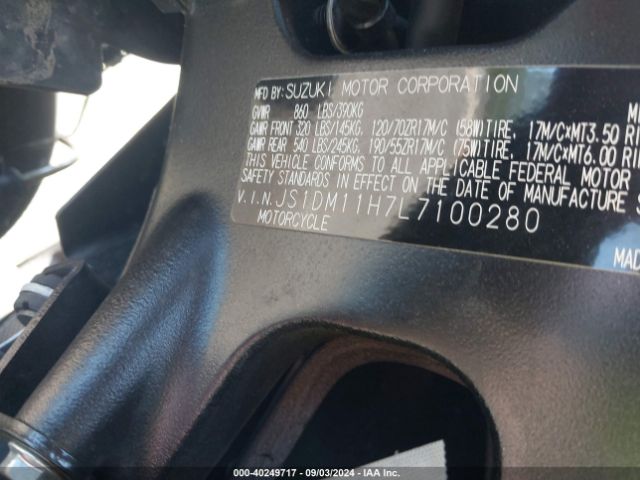 MFD BY: SUZUKI MOTOR CORPORATION
GVWR 860 LBS/390KG
GAWR FRONT 320 LBS/145KG. 120/70ZR17M/C (58W)TIRE, 17M/C×MT3.50
GAWR REAR 540 LBS/245KG. 190/55ZR17M/C (75W)TIRE, 17M/C×MT6.00
THIS VEHICLE CONFORMS TO ALL APPLICABLE FEDERAL MOTOR
SAFETY STANDARDS IN EFFECT ON THE DATE OF MANUFACTURE
V.I.N. JS1DM11H7L7100280
MOTORCYCLE
000 - 40249717 - 09/03/2024 - IAA Inc.